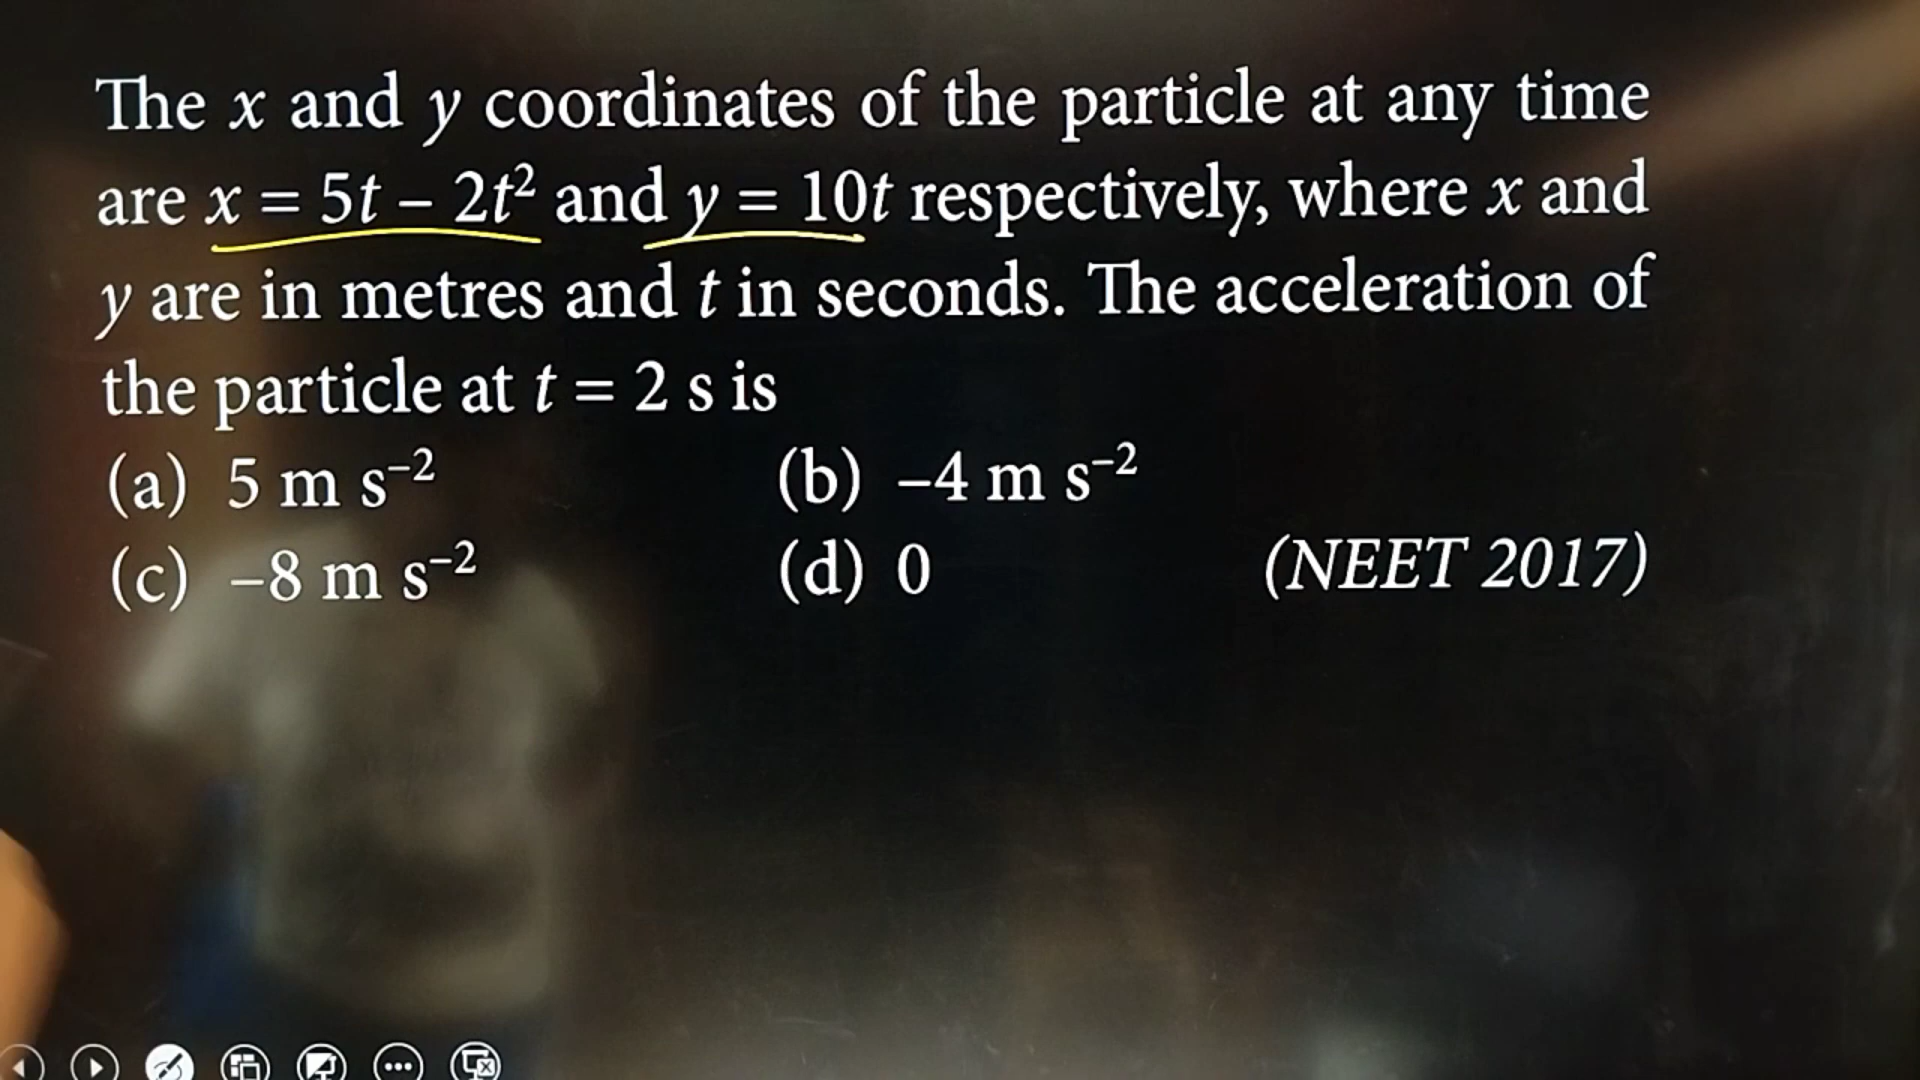 The x and y coordinates of the particle at any time
are x = 5t – 2t² and y = 10t respectively, where x and
y are in metres and t in seconds. The acceleration of
the particle at t = 2 s is
(a) 5 m s⁻² (b) –4 m s⁻²
(c) –8 m s⁻² (d) 0 (NEET 2017)